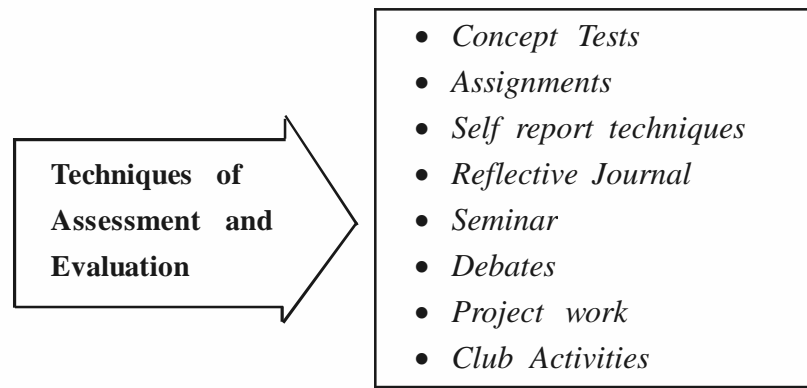 Techniques of
Assessment and
Evaluation
• Concept Tests
• Assignments
• Self report techniques
• Reflective Journal
• Seminar
• Debates
• Project work
• Club Activities